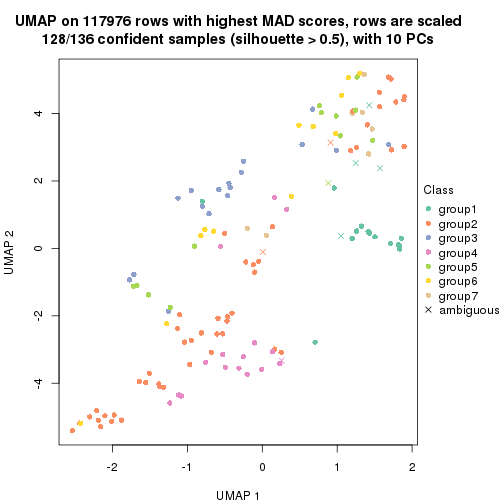 UMAP on 117976 rows with highest MAD scores, rows are scaled
128/136 confident samples (silhouette > 0.5), with 10 PCs
UMAP 2
4
2
0
-2
-4
-2
-1
0
1
2
UMAP 1
Class
group1
group2
group3
group4
group5
group6
group7
ambiguous